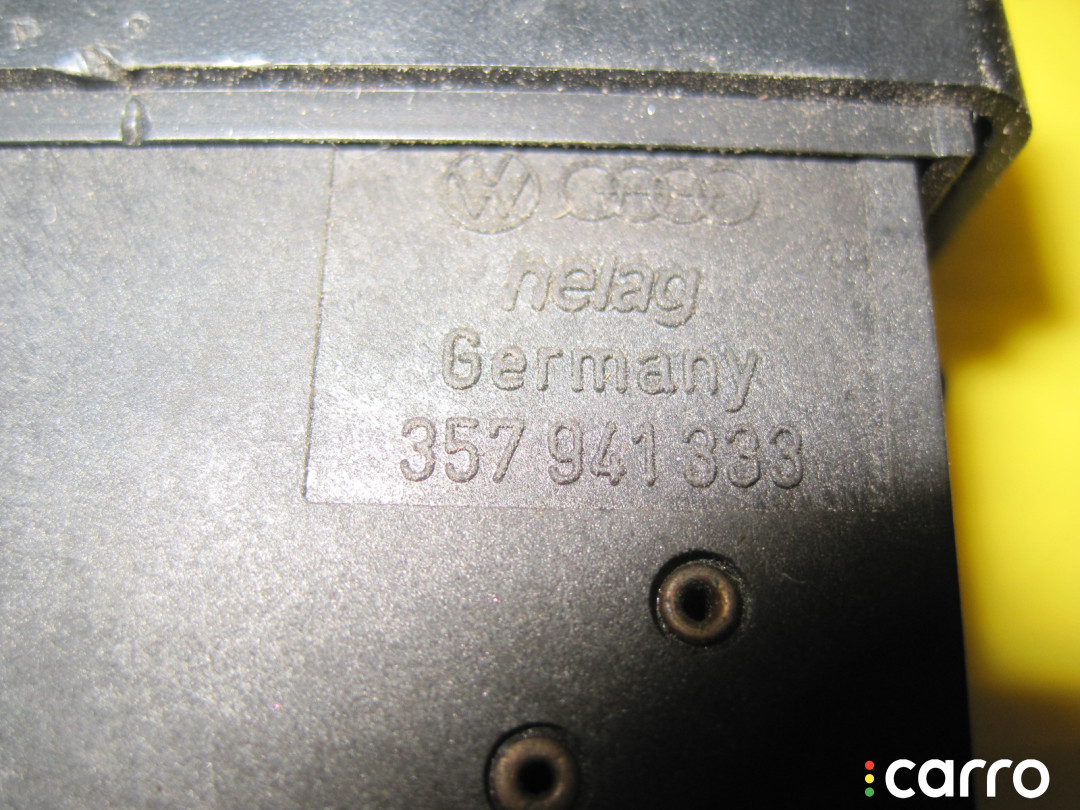 helag
Germany
357 941 333
carro